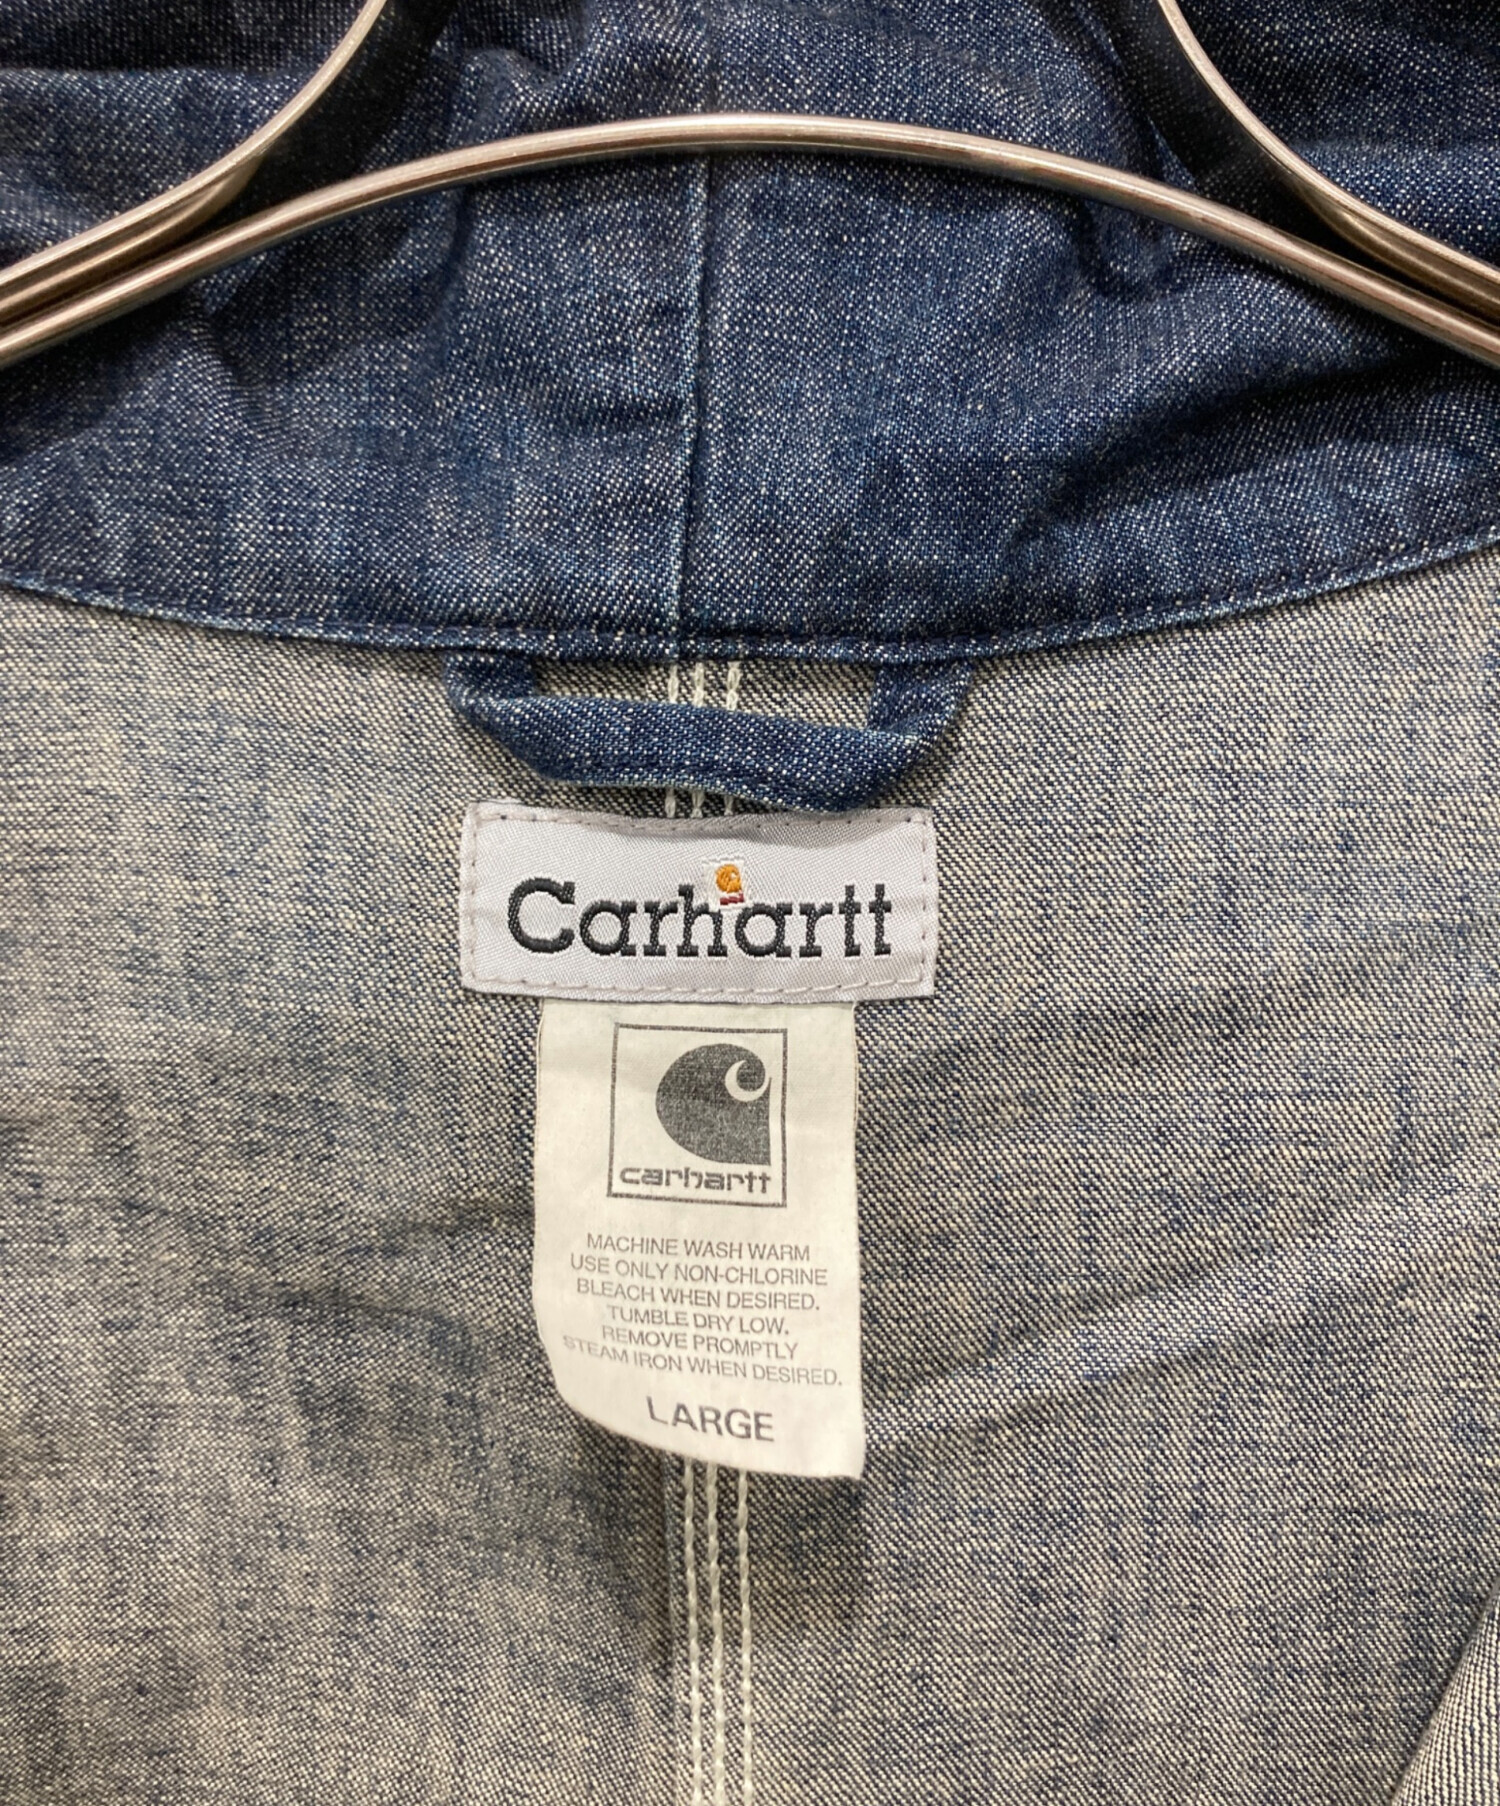 Carhartt
carhartt
MACHINE WASH WARM
USE ONLY NON-CHLORINE
BLEACH WHEN DESIRED.
TUMBLE DRY LOW.
REMOVE PROMPTLY
STEAM IRON WHEN DESIRED.
LARGE